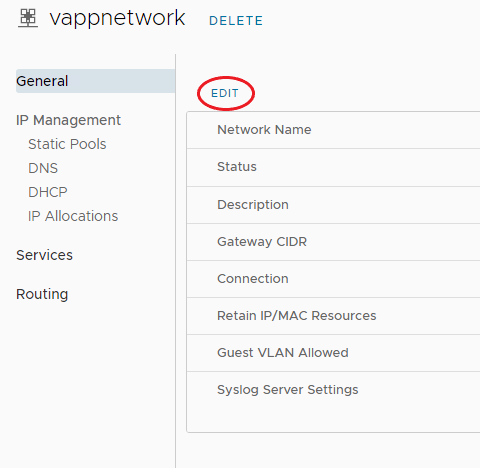 vappnetwork DELETE
General
IP Management
Static Pools
DNS
DHCP
IP Allocations
Services
Routing
EDIT
Network Name
Status
Description
Gateway CIDR
Connection
Retain IP/MAC Resources
Guest VLAN Allowed
Syslog Server Settings